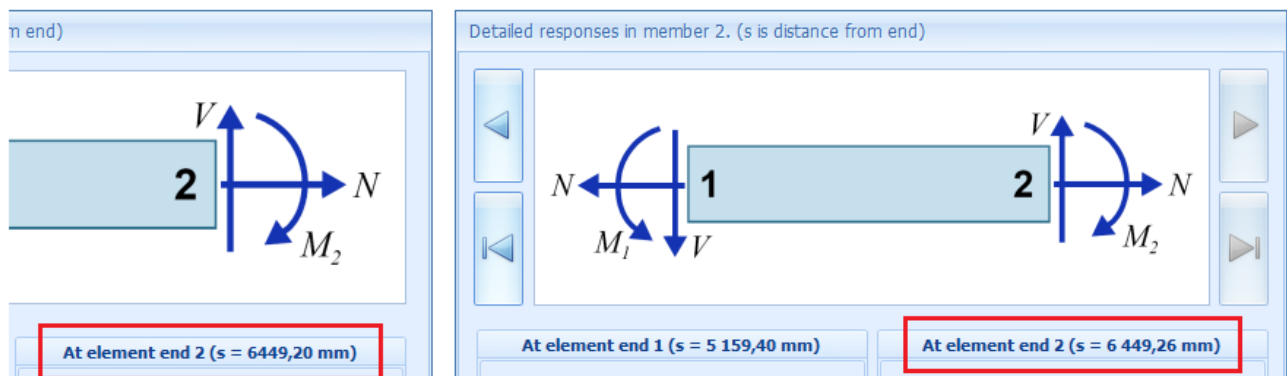 m end)
V
2
N
M2
At element end 2 (s = 6449,20 mm)
Detailed responses in member 2. (s is distance from end)
V
N
1
2
N
M1
V
M2
At element end 1 (s = 5 159,40 mm)
At element end 2 (s = 6 449,26 mm)